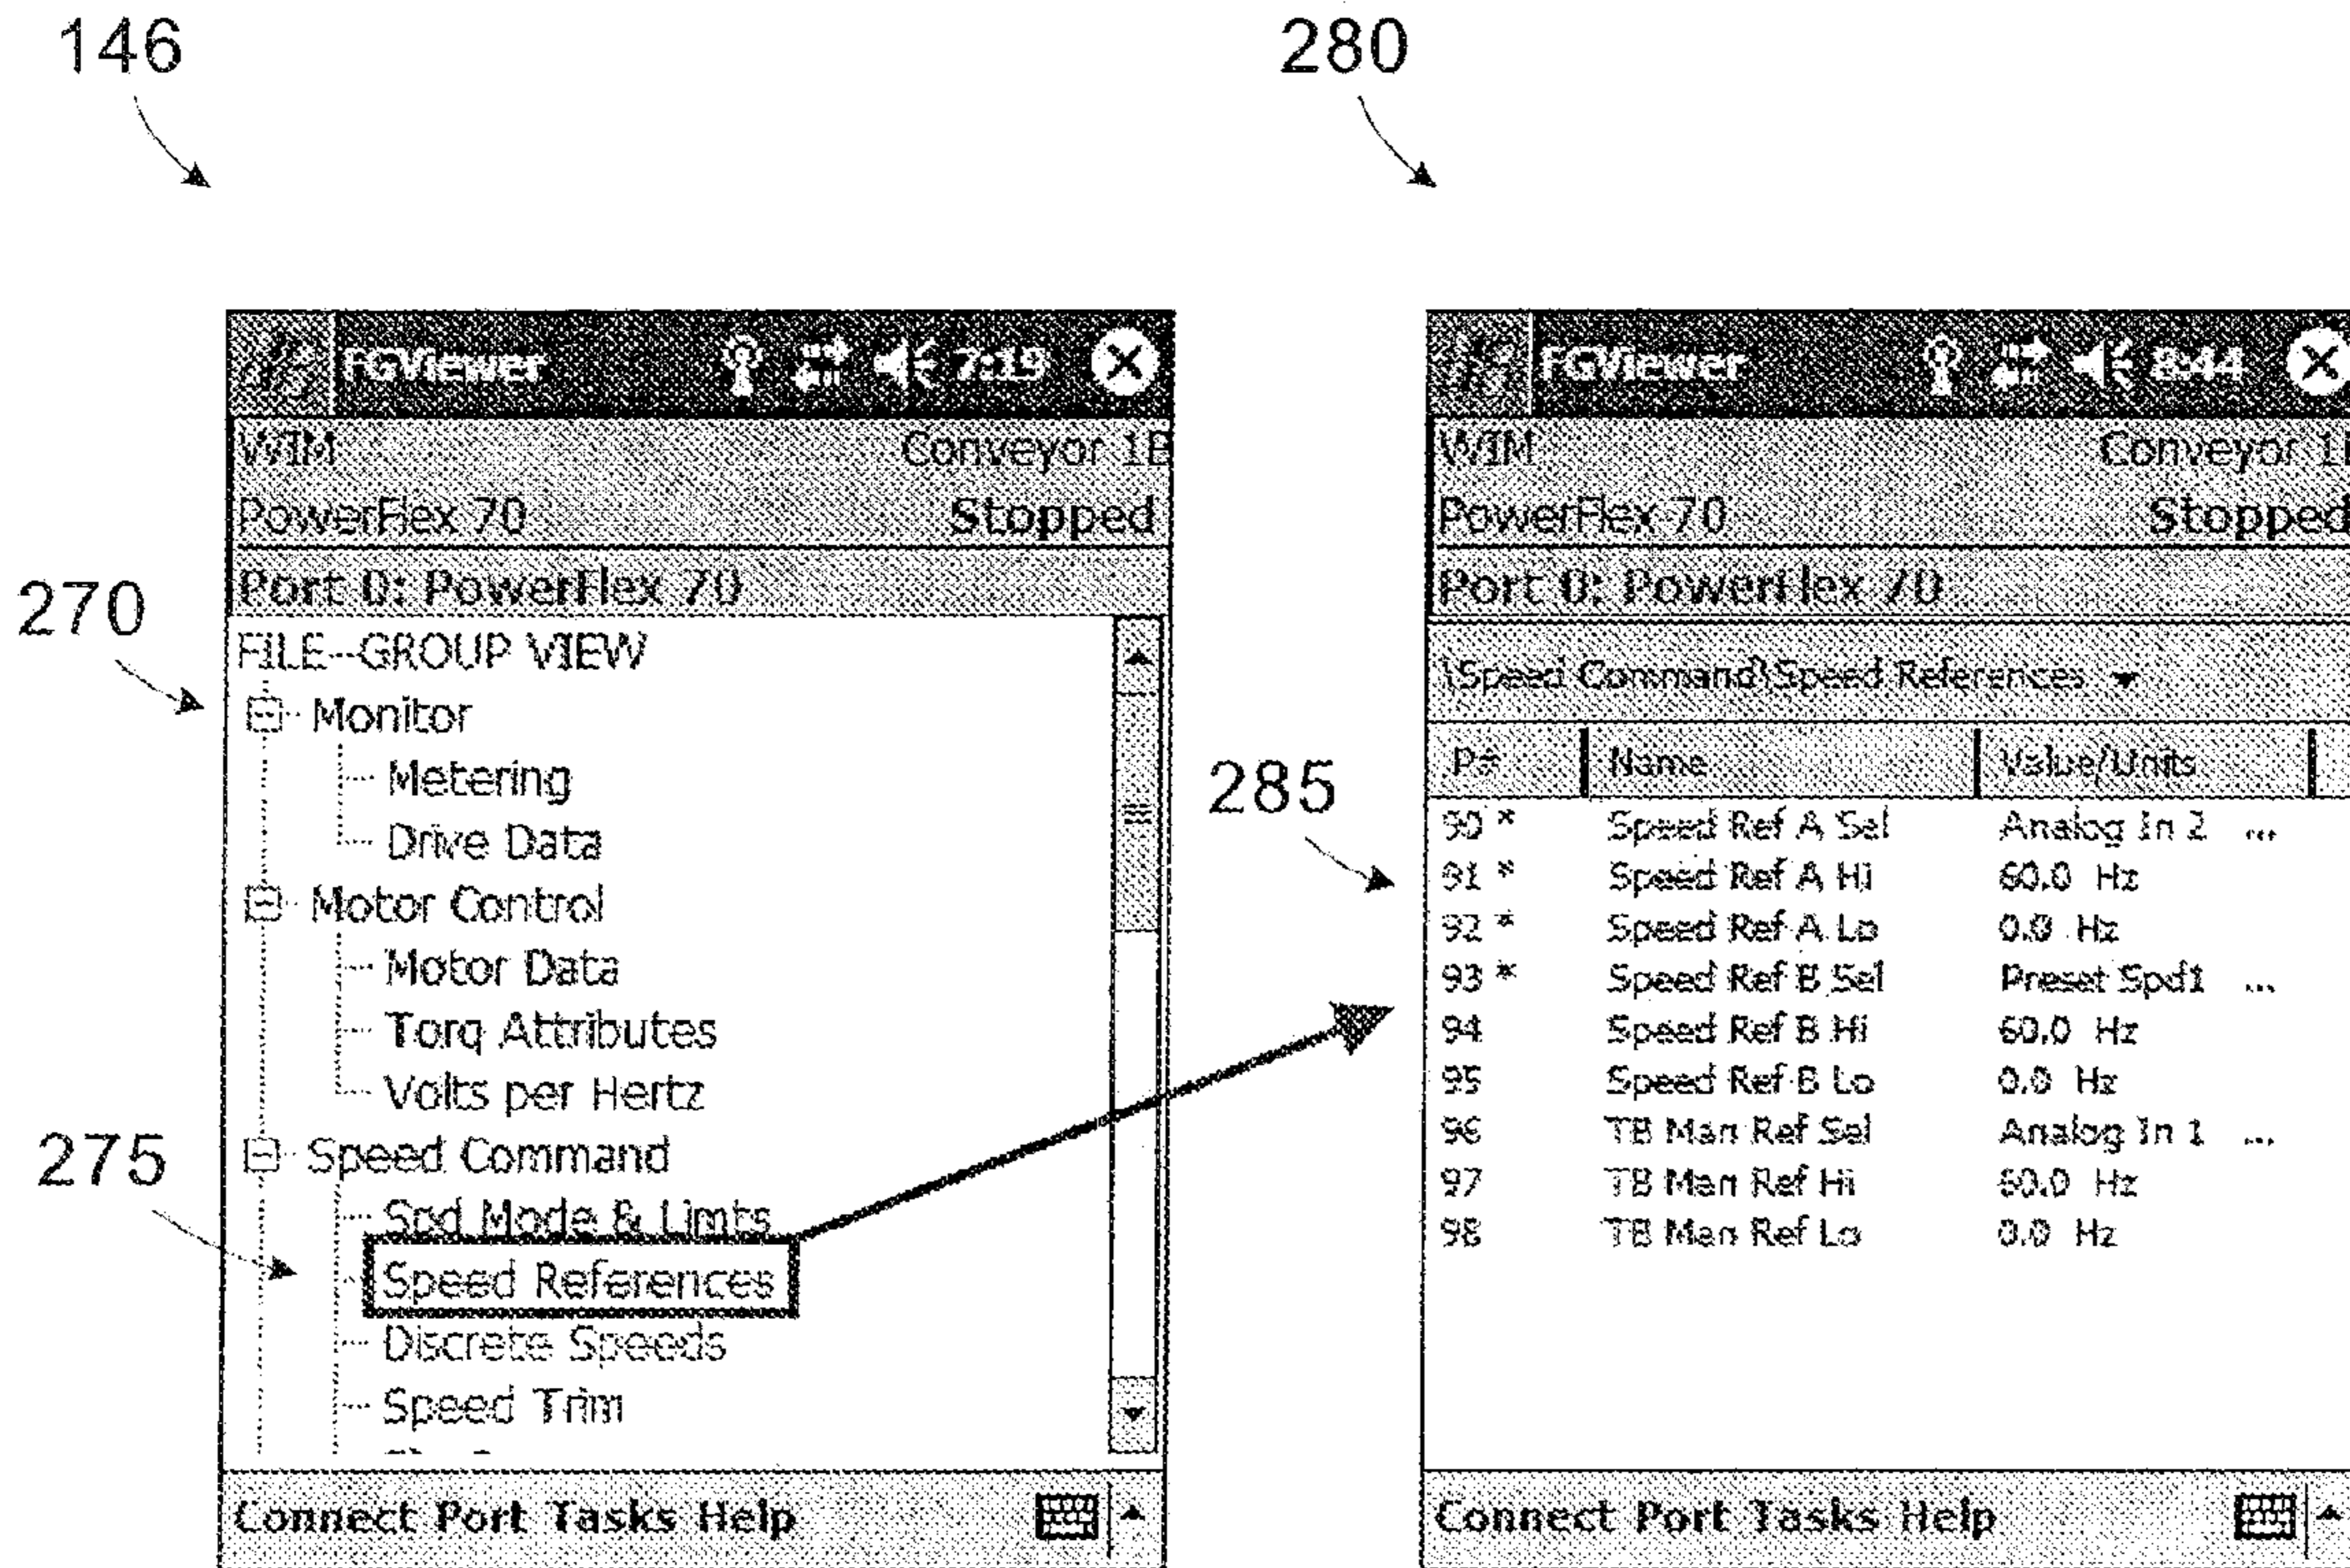 146
280
FGViewer 7:19
WIM Conveyor 1B
PowerFlex 70 Stopped
Port 0: PowerFlex 70
270
FILE--GROUP VIEW
Monitor
Metering
Drive Data
Motor Control
Motor Data
Torq Attributes
Volts per Hertz
275
Speed Command
Spd Mode & Limts
Speed References
Discrete Speeds
Speed Trim
Connect Port Tasks Help
FGViewer 8:44
WIM Conveyor
PowerFlex 70 Stopped
Port 0: PowerFlex 70
\Speed Command\Speed References
285
P# Name Value/Units
90 * Speed Ref A Sel Analog In 2 ...
91 * Speed Ref A Hi 60.0 Hz
92 * Speed Ref A Lo 0.0 Hz
93 * Speed Ref B Sel Preset Spd1 ...
94 Speed Ref B Hi 60.0 Hz
95 Speed Ref B Lo 0.0 Hz
96 TB Man Ref Sel Analog In 1 ...
97 TB Man Ref Hi 60.0 Hz
98 TB Man Ref Lo 0.0 Hz
Connect Port Tasks Help